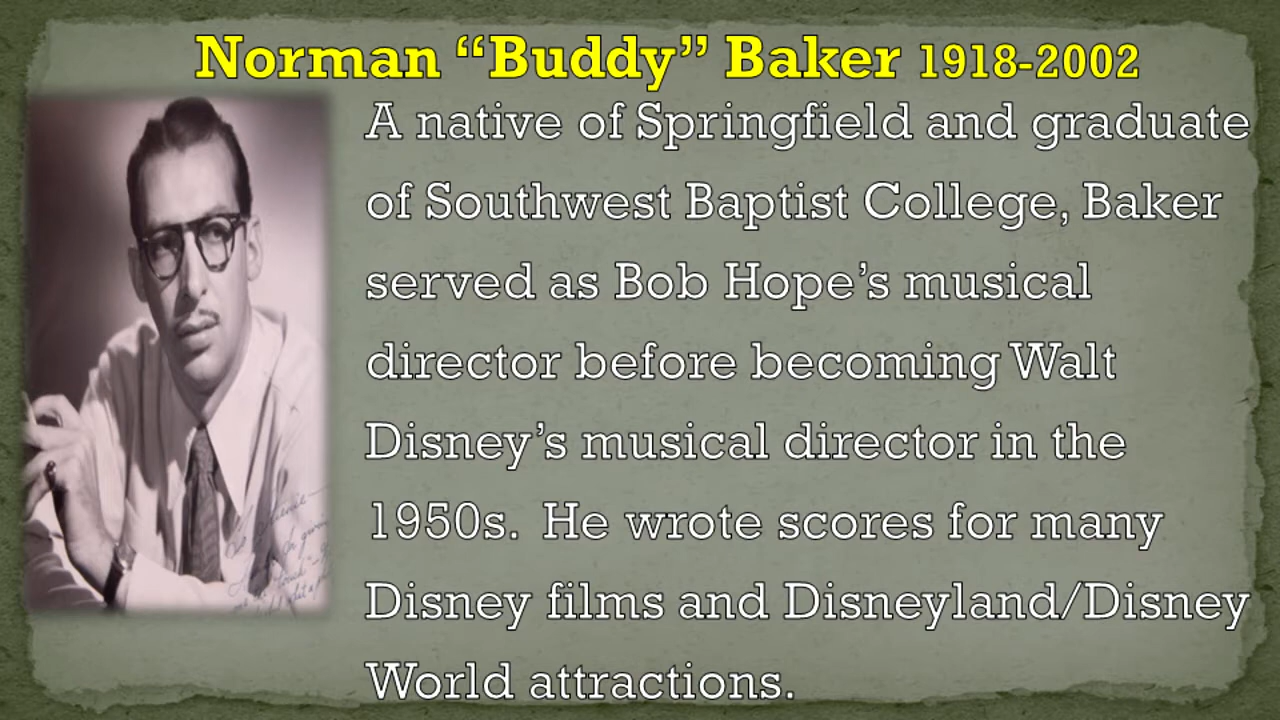 Norman “Buddy” Baker 1918-2002
A native of Springfield and graduate
of Southwest Baptist College, Baker
served as Bob Hope’s musical
director before becoming Walt
Disney’s musical director in the
1950s. He wrote scores for many
Disney films and Disneyland/Disney
World attractions.